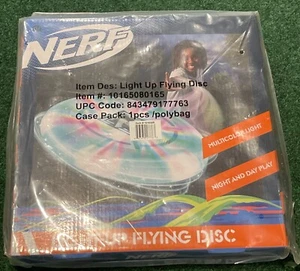 NERF
Item Des: Light Up Flying Disc
Item #: 10165080165
UPC Code: 843479177763
Case Pack: 1pcs /polybag
MULTICOLOR LIGHT
NIGHT AND DAY PLAY
UP FLYING DISC